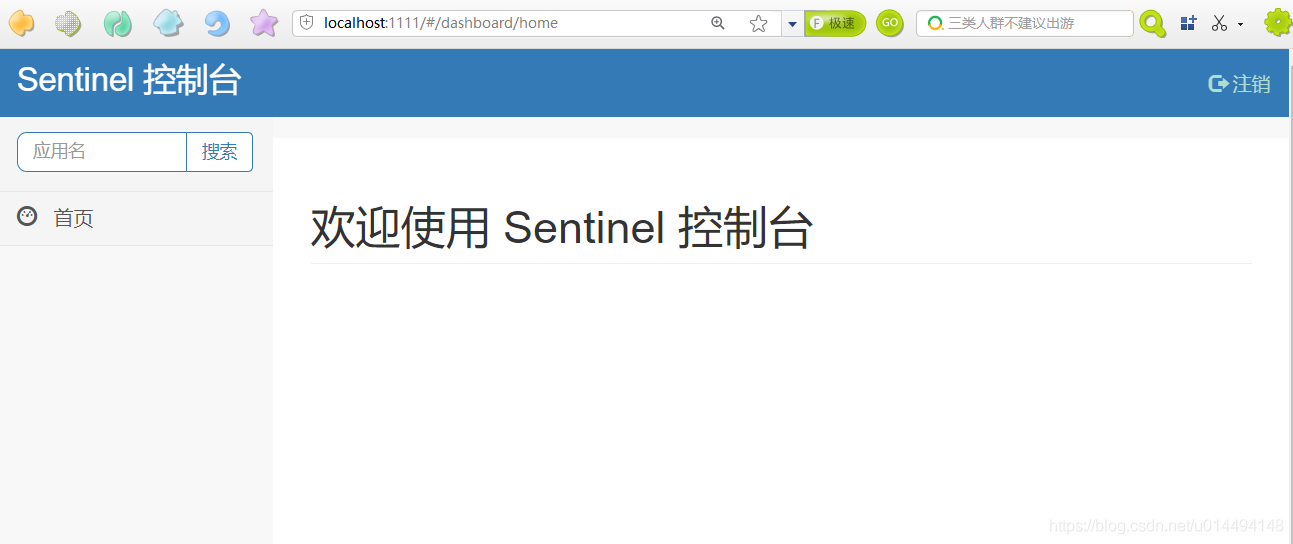 localhost:1111/#/dashboard/home
F 极速
GO
三类人群不建议出游
Sentinel 控制台
注销
应用名
搜索
首页
欢迎使用 Sentinel 控制台
https://blog.csdn.net/u014494148